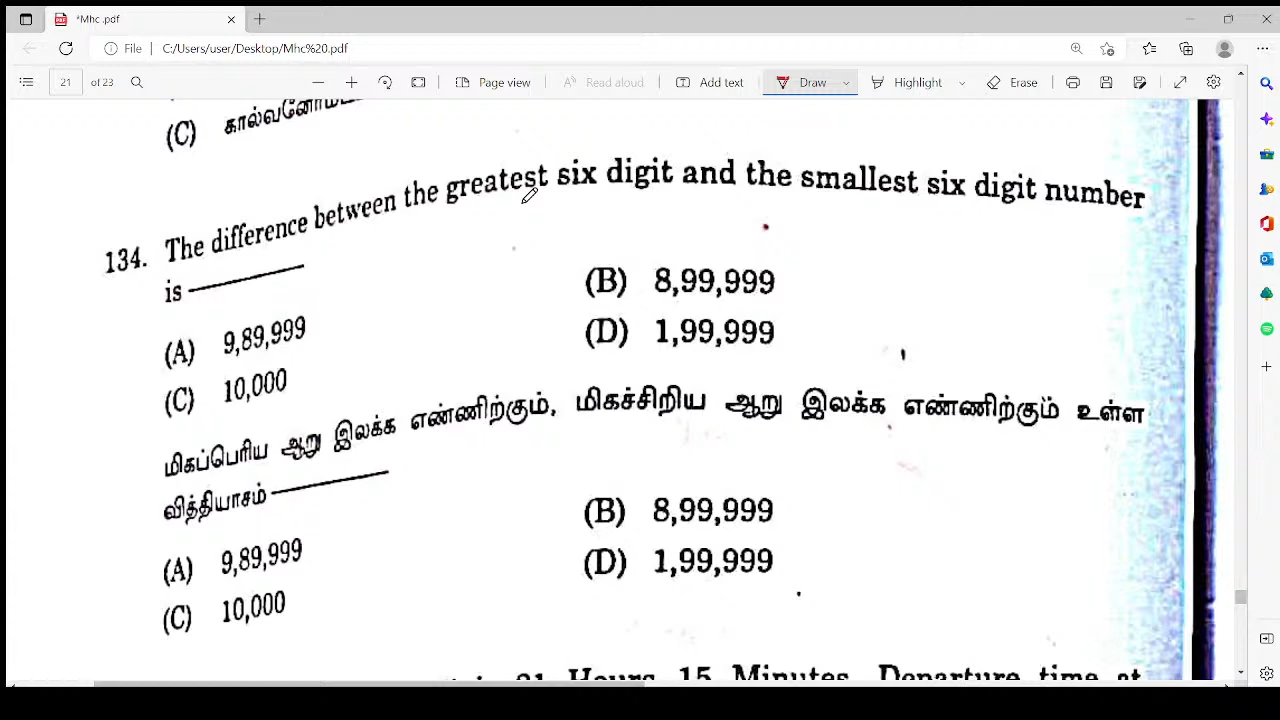 *Mhc .pdf
File
C:/Users/user/Desktop/Mhc%20.pdf
21 of 23
Page view
Read aloud
Add text
Draw
Highlight
Erase
(C)
134. The difference between the greatest six digit and the smallest six digit number
is
(A) 9,89,999 (B) 8,99,999
(C) 10,000 (D) 1,99,999
மிகப்பெரிய ஆறு இலக்க எண்ணிற்கும், மிகச்சிறிய ஆறு இலக்க எண்ணிற்கும் உள்ள
வித்தியாசம்
(A) 9,89,999 (B) 8,99,999
(C) 10,000 (D) 1,99,999
21 Hours 15 Minutes. Departure time at